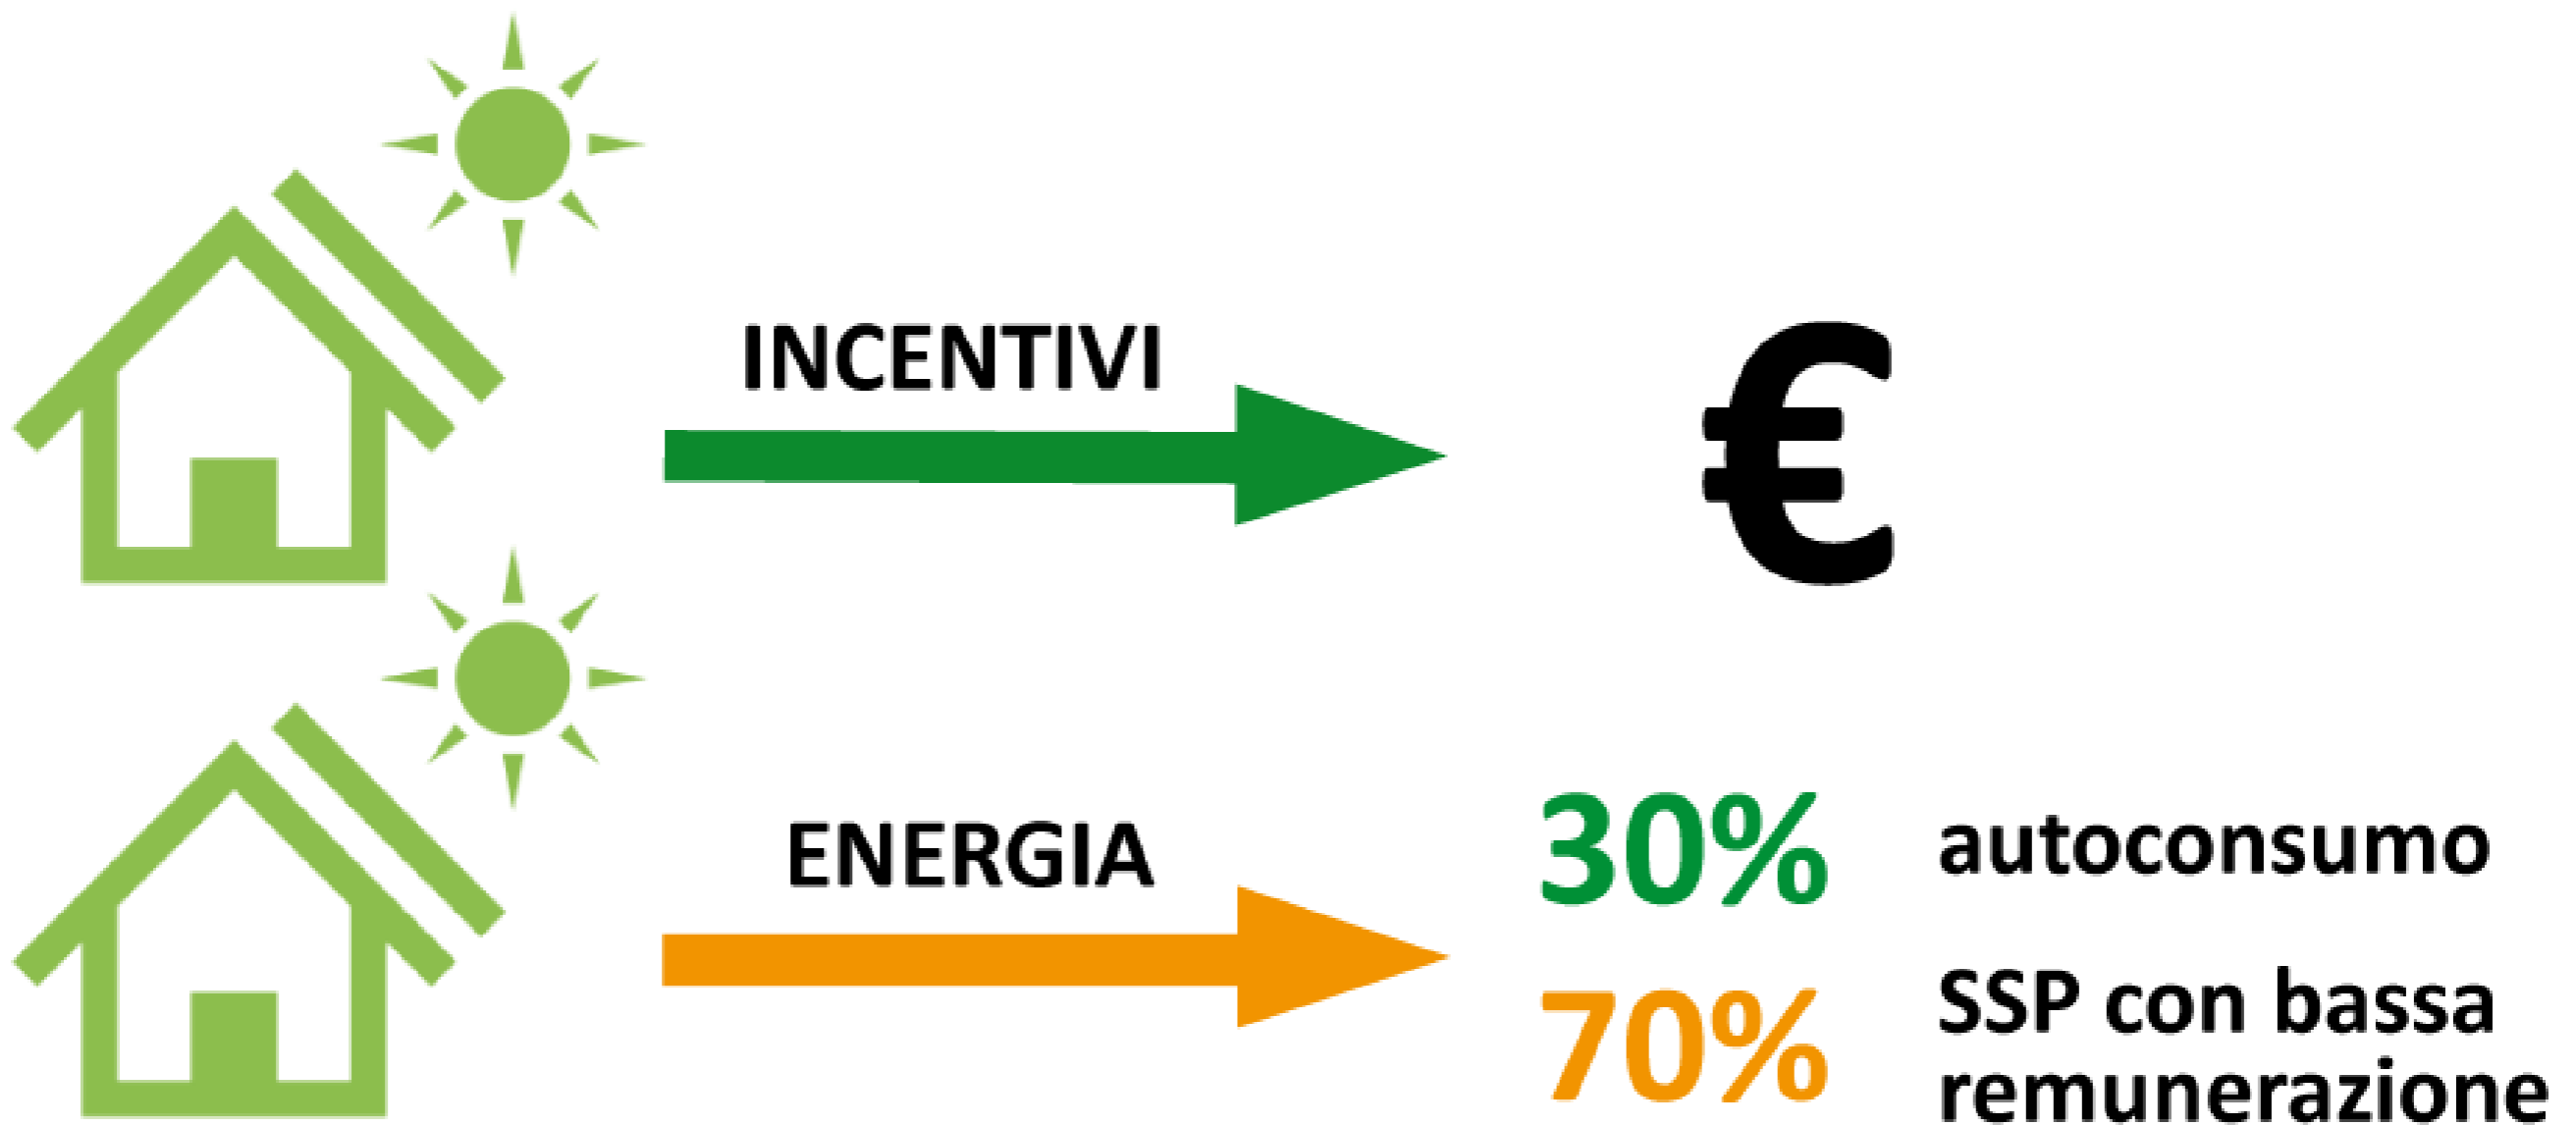 INCENTIVI
€
ENERGIA
30% autoconsumo
70% SSP con bassa
remunerazione